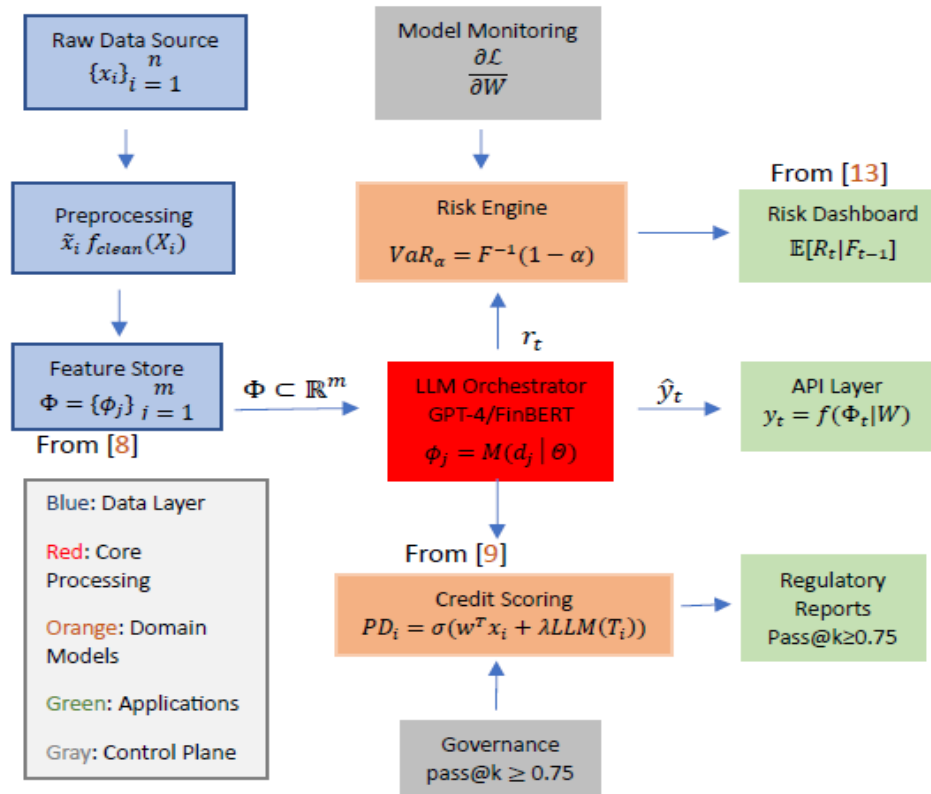 Raw Data Source
{x_i}_{i = 1}^n
Model Monitoring
∂ℒ/∂W
Preprocessing
x̃_i f_{clean}(X_i)
Risk Engine
VaR_α = F^{-1}(1 − α)
From [13]
Risk Dashboard
𝔼[R_t|F_{t−1}]
r_t
Feature Store
Φ = {ϕ_j}_{i = 1}^m
From [8]
Φ ⊂ ℝ^m
LLM Orchestrator
GPT-4/FinBERT
ϕ_j = M(d_j | Θ)
ŷ_t
API Layer
y_t = f(Φ_t|W)
Blue: Data Layer
Red: Core
Processing
Orange: Domain
Models
Green: Applications
Gray: Control Plane
From [9]
Credit Scoring
PD_i = σ(w^T x_i + λLLM(T_i))
Regulatory
Reports
Pass@k≥0.75
Governance
pass@k ≥ 0.75